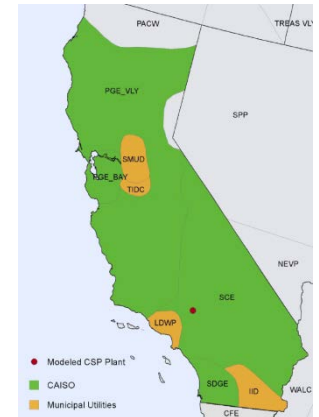 PACW
TREAS VLY
PGE_VLY
SPP
SMUD
PGE_BAY
TIDC
NEVP
SCE
LDWP
SDGE
IID
WALC
CFE
Modeled CSP Plant
CAISO
Municipal Utilities